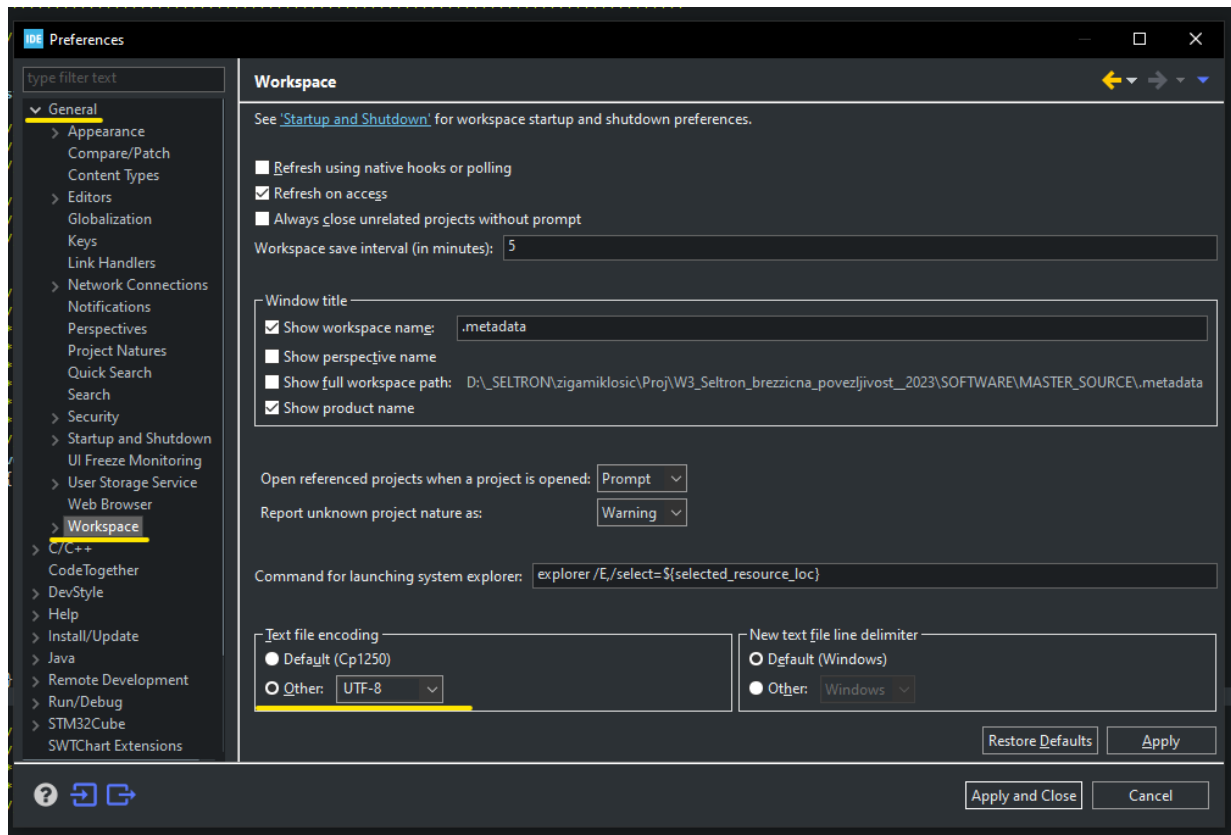 IDE Preferences
type filter text
General
Appearance
Compare/Patch
Content Types
Editors
Globalization
Keys
Link Handlers
Network Connections
Notifications
Perspectives
Project Natures
Quick Search
Search
Security
Startup and Shutdown
UI Freeze Monitoring
User Storage Service
Web Browser
Workspace
C/C++
CodeTogether
DevStyle
Help
Install/Update
Java
Remote Development
Run/Debug
STM32Cube
SWTChart Extensions
Workspace
See 'Startup and Shutdown' for workspace startup and shutdown preferences.
Refresh using native hooks or polling
Refresh on access
Always close unrelated projects without prompt
Workspace save interval (in minutes): 5
Window title
Show workspace name: .metadata
Show perspective name
Show full workspace path: D:\_SELTRON\zigamiklosic\Proj\W3_Seltron_brezzicna_povezljivost__2023\SOFTWARE\MASTER_SOURCE\.metadata
Show product name
Open referenced projects when a project is opened: Prompt
Report unknown project nature as: Warning
Command for launching system explorer: explorer /E,/select=${selected_resource_loc}
Text file encoding
Default (Cp1250)
Other: UTF-8
New text file line delimiter
Default (Windows)
Other: Windows
Restore Defaults Apply
Apply and Close Cancel